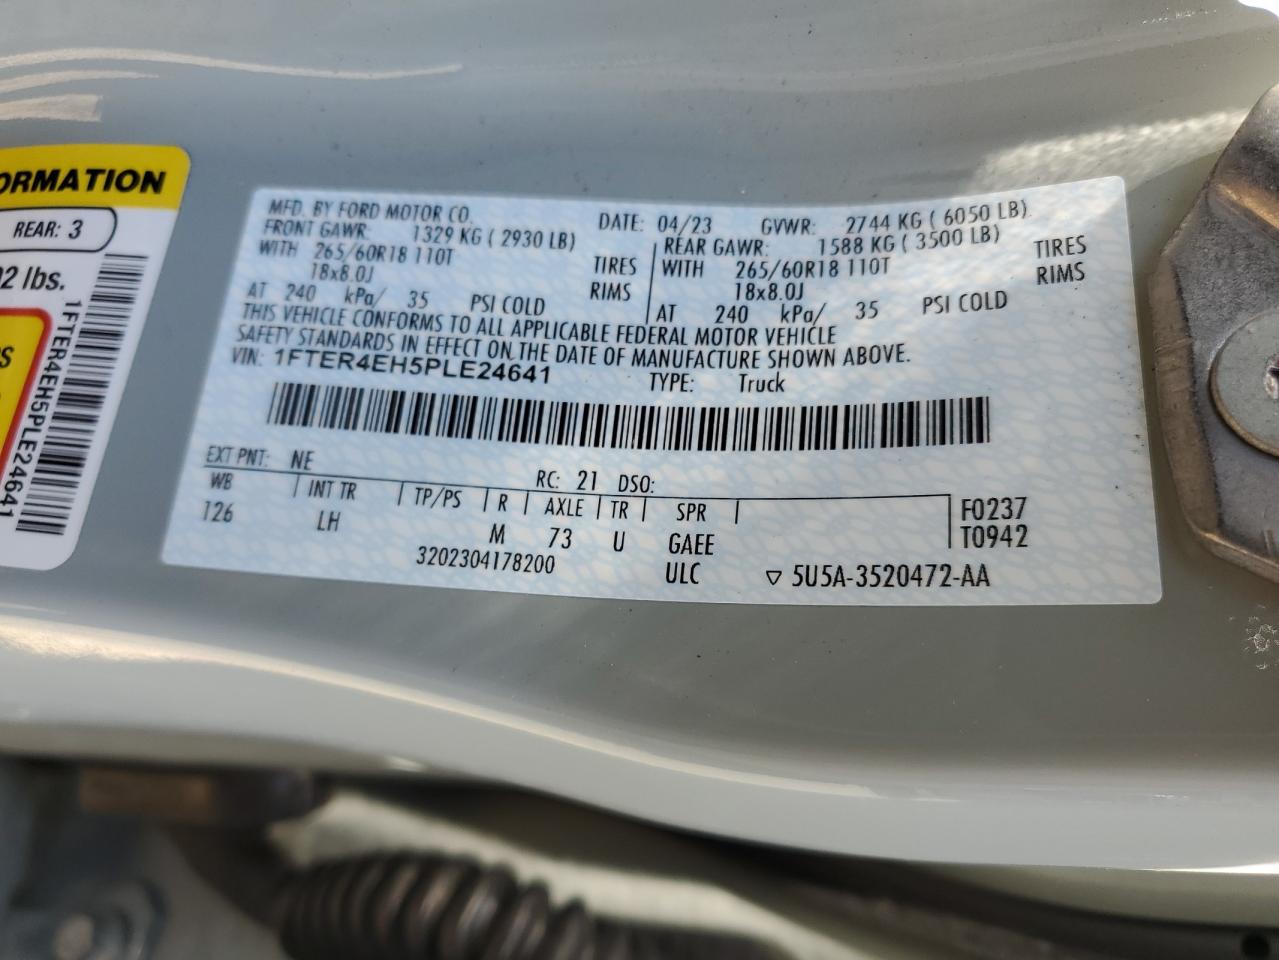 ORMATION
REAR: 3
2 lbs.
1FTER4EH5PLE24641
MFD. BY FORD MOTOR CO. DATE: 04/23 GVWR: 2744 KG ( 6050 LB)
FRONT GAWR: 1329 KG ( 2930 LB) REAR GAWR: 1588 KG ( 3500 LB)
WITH 265/60R18 110T TIRES WITH 265/60R18 110T TIRES
18x8.0J RIMS 18x8.0J RIMS
AT 240 kPa/ 35 PSI COLD AT 240 kPa/ 35 PSI COLD
THIS VEHICLE CONFORMS TO ALL APPLICABLE FEDERAL MOTOR VEHICLE
SAFETY STANDARDS IN EFFECT ON THE DATE OF MANUFACTURE SHOWN ABOVE.
VIN: 1FTER4EH5PLE24641 TYPE: Truck
EXT PNT: NE RC: 21 DSO:
WB INT TR TP/PS R AXLE TR SPR F0237
126 LH M 73 U GAEE T0942
3202304178200 ULC ▽ 5U5A-3520472-AA